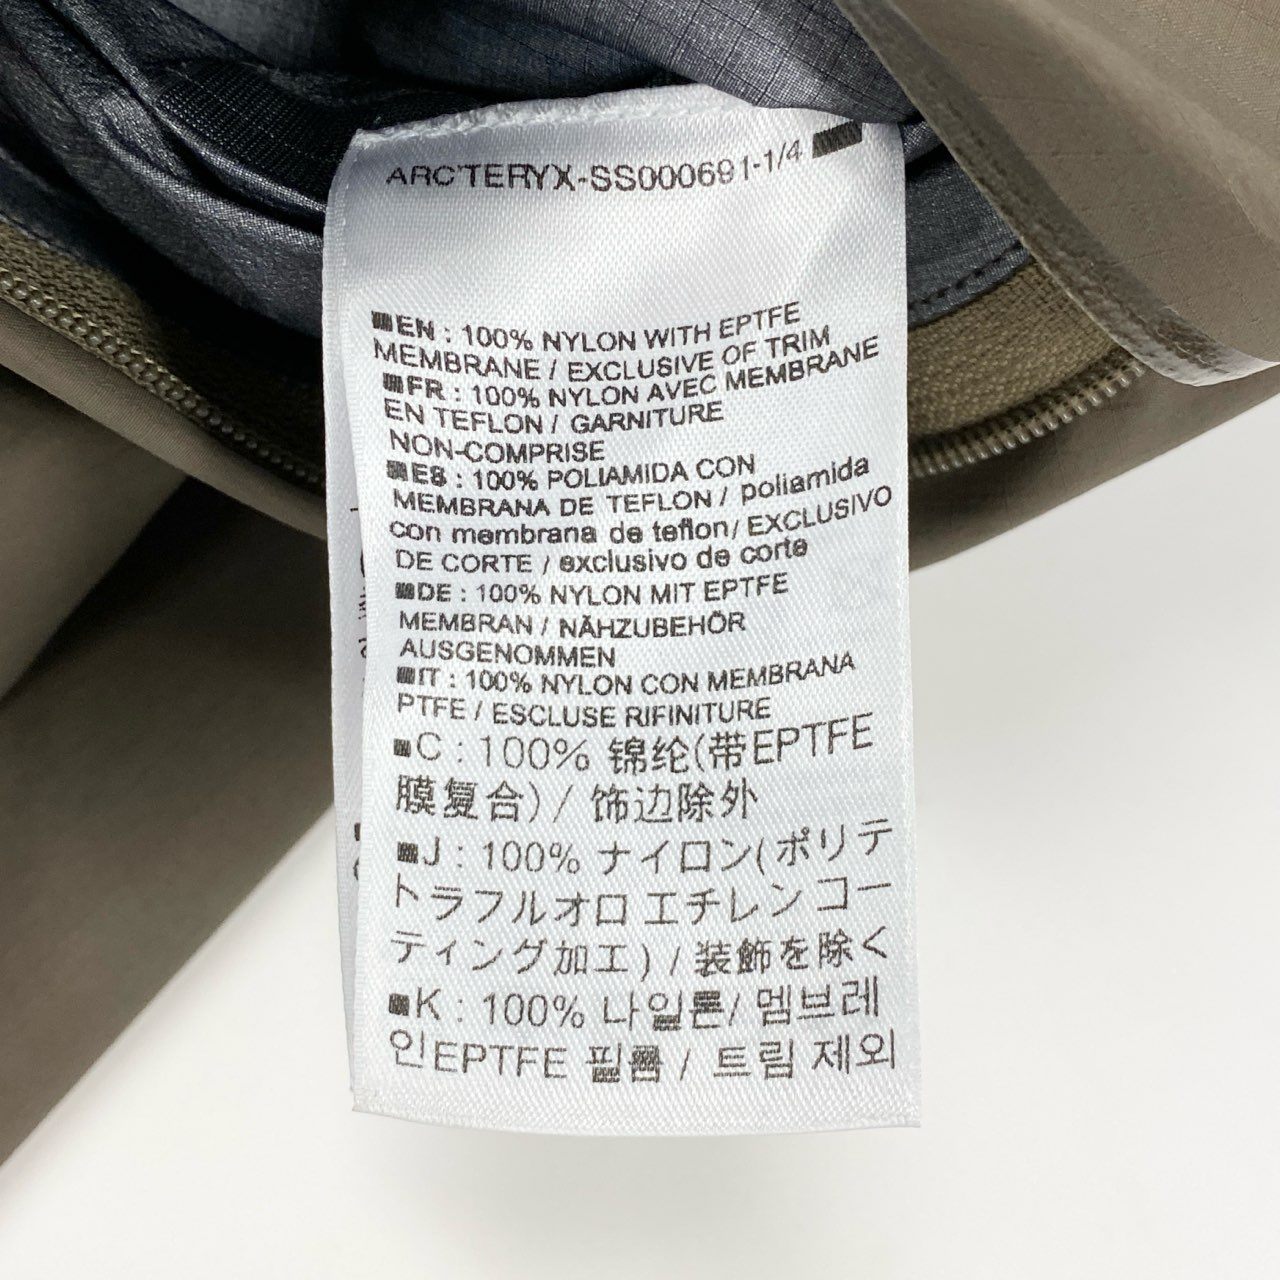 ARC'TERYX-SS000691-1/4
EN : 100% NYLON WITH EPTFE
MEMBRANE / EXCLUSIVE OF TRIM
FR : 100% NYLON AVEC MEMBRANE
EN TEFLON / GARNITURE
NON-COMPRISE
ES : 100% POLIAMIDA CON
MEMBRANA DE TEFLON / poliamida
con membrana de teflon/ EXCLUSIVO
DE CORTE / exclusivo de corte
DE : 100% NYLON MIT EPTFE
MEMBRAN / NÄHZUBEHÖR
AUSGENOMMEN
IT : 100% NYLON CON MEMBRANA
PTFE / ESCLUSE RIFINITURE
C : 100% 锦纶(带EPTFE
膜复合) / 饰边除外
J : 100% ナイロン(ポリテ
トラフルオロ エチレン コー
ティング加工) / 装飾を除く
K : 100% 나일론/ 멤브레
인EPTFE 필름 / 트림 제외